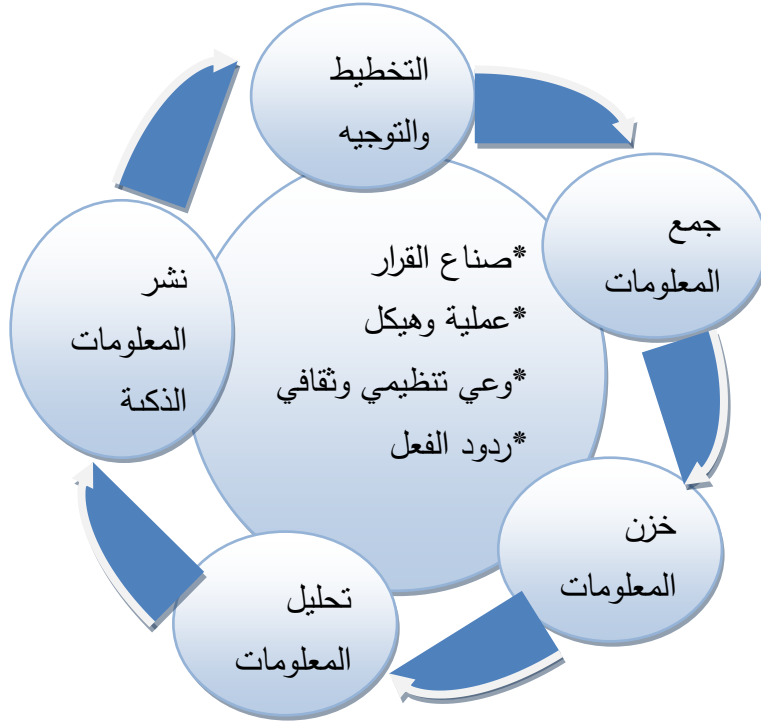 التخطيط
والتوجيه
جمع
المعلومات
*صناع القرار
*عملية وهيكل
*وعي تنظيمي وثقافي
*ردود الفعل
خزن
المعلومات
تحليل
المعلومات
نشر
المعلومات
الذكية